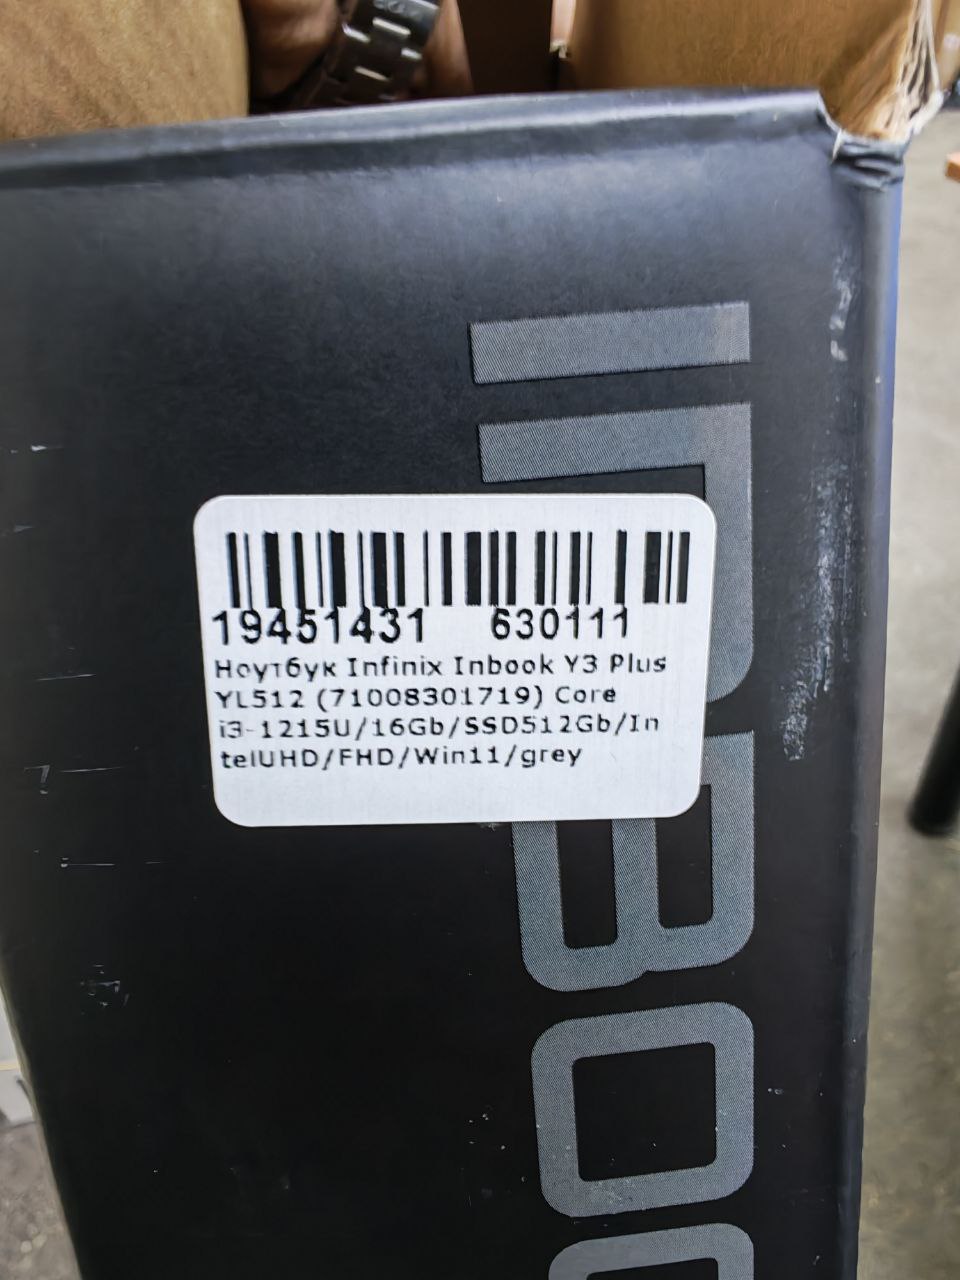 INBOO
19451431 630111
Ноутбук Infinix Inbook Y3 Plus
YL512 (71008301719) Core
i3-1215U/16Gb/SSD512Gb/In
telUHD/FHD/Win11/grey